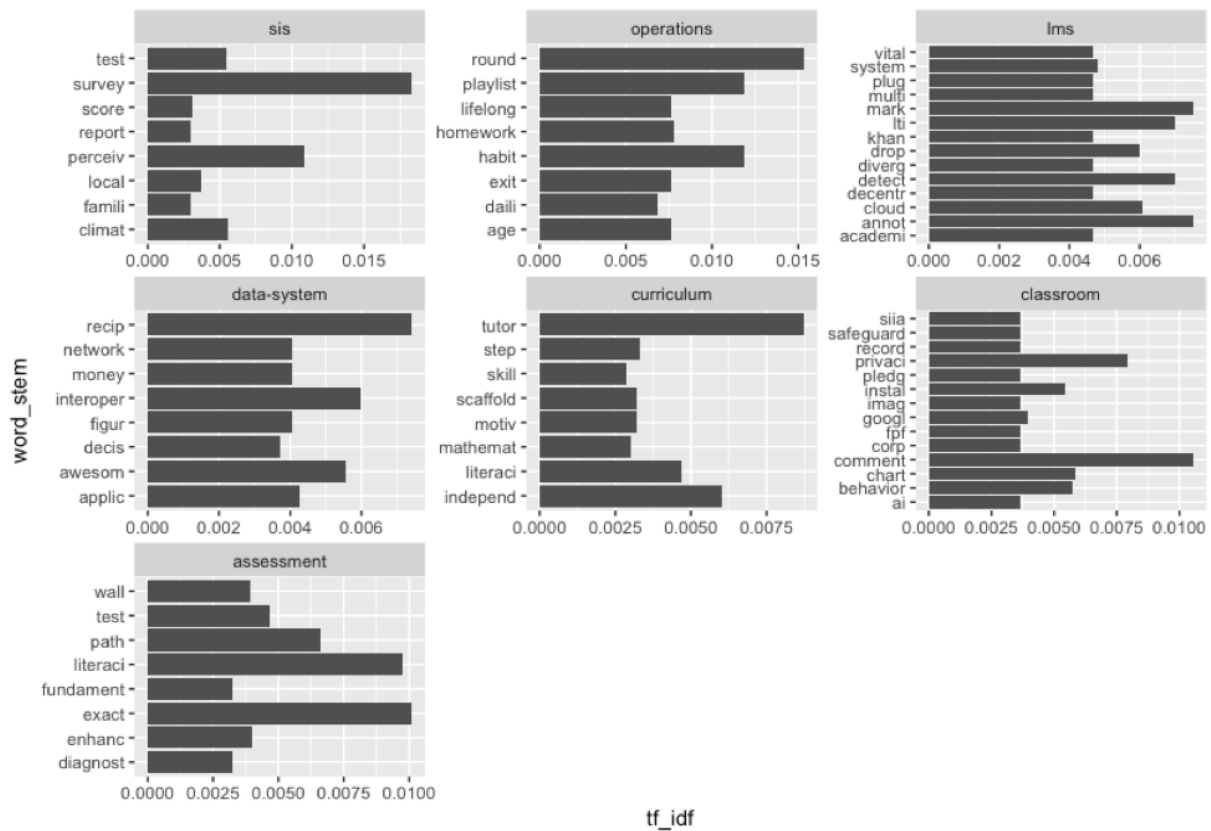 sis
test
survey
score
report
perceiv
local
famili
climat
0.000 0.005 0.010 0.015
operations
round
playlist
lifelong
homework
habit
exit
daili
age
0.000 0.005 0.010 0.015
lms
vital
system
plug
multi
mark
lti
khan
drop
diverg
detect
decentr
cloud
annot
academi
0.000 0.002 0.004 0.006
data-system
recip
network
money
interoper
figur
decis
awesom
applic
0.000 0.002 0.004 0.006
curriculum
tutor
step
skill
scaffold
motiv
mathemat
literaci
independ
0.0000 0.0025 0.0050 0.0075
classroom
siia
safeguard
record
privaci
pledg
instal
imag
googl
fpf
corp
comment
chart
behavior
ai
0.0000 0.0025 0.0050 0.0075 0.0100
assessment
wall
test
path
literaci
fundament
exact
enhanc
diagnost
0.0000 0.0025 0.0050 0.0075 0.0100
word_stem
tf_idf